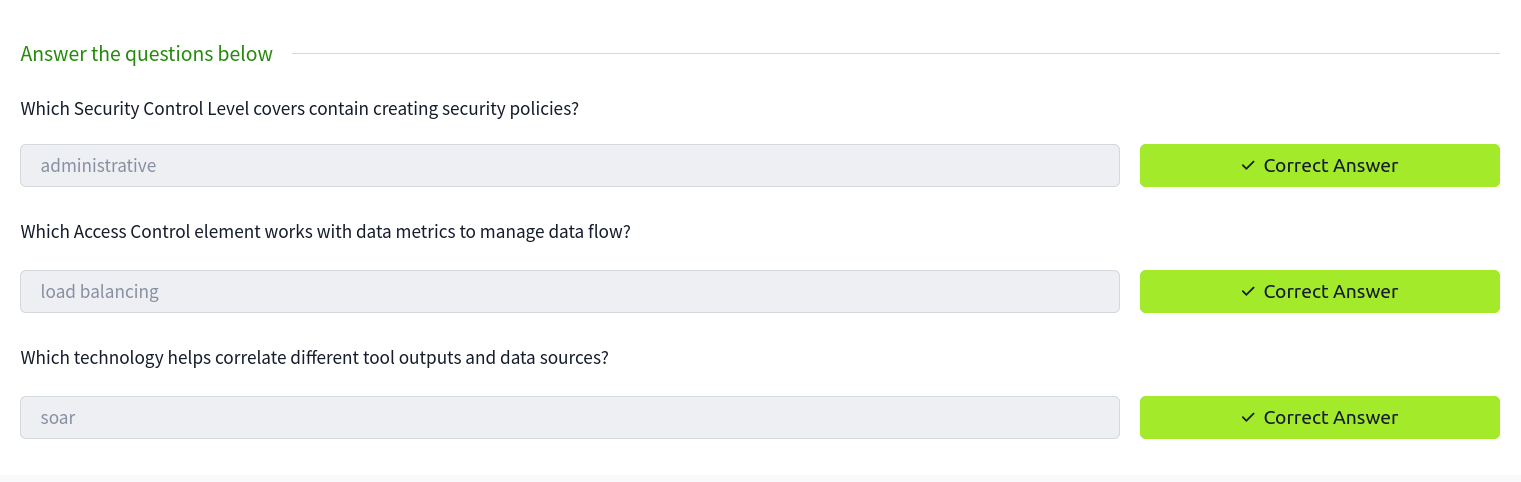 Answer the questions below
Which Security Control Level covers contain creating security policies?
administrative
✓ Correct Answer
Which Access Control element works with data metrics to manage data flow?
load balancing
✓ Correct Answer
Which technology helps correlate different tool outputs and data sources?
soar
✓ Correct Answer